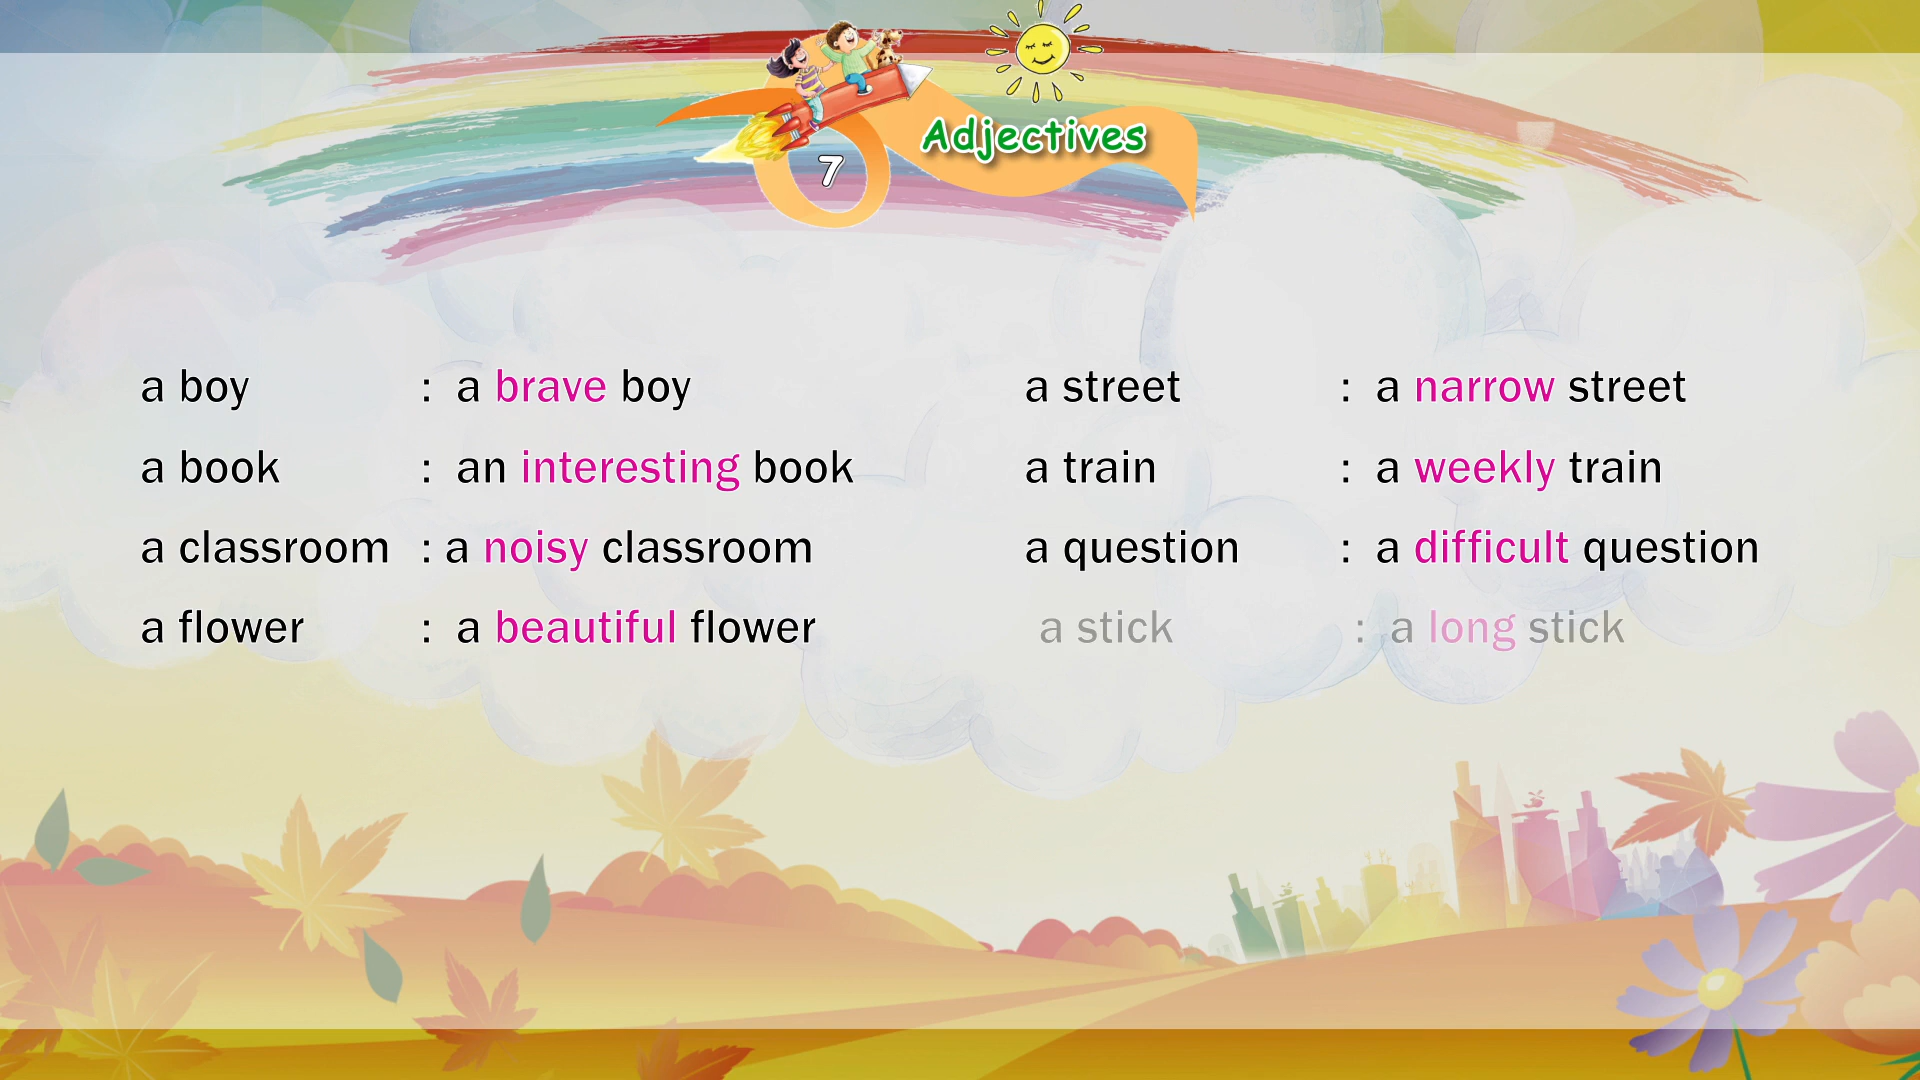 7
Adjectives
a boy : a brave boy
a book : an interesting book
a classroom : a noisy classroom
a flower : a beautiful flower
a street : a narrow street
a train : a weekly train
a question : a difficult question
a stick : a long stick